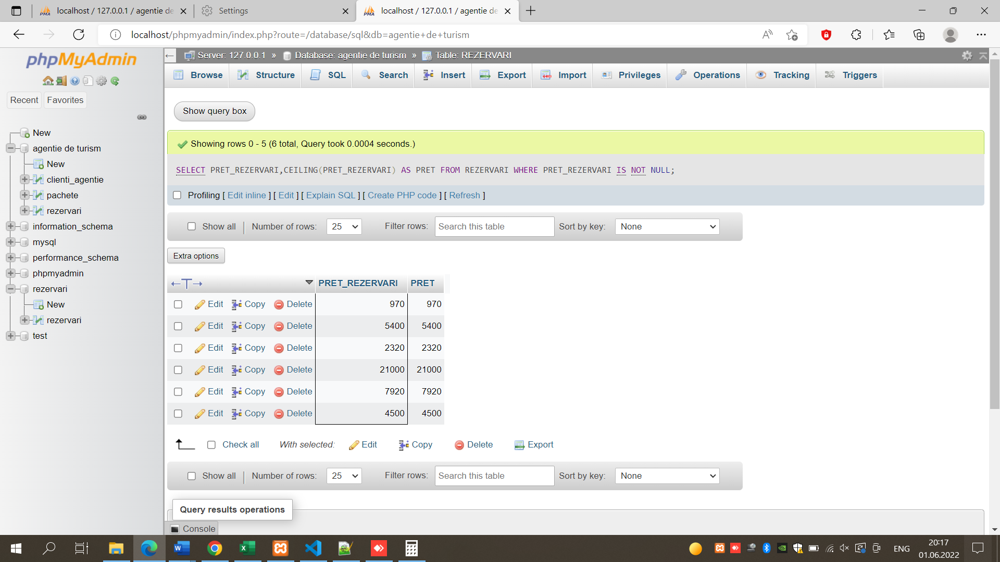 localhost / 127.0.0.1 / agentie de
Settings
localhost / 127.0.0.1 / agentie de
localhost/phpmyadmin/index.php?route=/database/sql&db=agentie+de+turism
phpMyAdmin
Recent Favorites
New
agentie de turism
New
clienti_agentie
pachete
rezervari
information_schema
mysql
performance_schema
phpmyadmin
rezervari
New
rezervari
test
Server: 127.0.0.1 » Database: agentie de turism » Table: REZERVARI
Browse Structure SQL Search Insert Export Import Privileges Operations Tracking Triggers
Show query box
Showing rows 0 - 5 (6 total, Query took 0.0004 seconds.)
SELECT PRET_REZERVARI,CEILING(PRET_REZERVARI) AS PRET FROM REZERVARI WHERE PRET_REZERVARI IS NOT NULL;
Profiling [ Edit inline ] [ Edit ] [ Explain SQL ] [ Create PHP code ] [ Refresh ]
Show all | Number of rows: 25 Filter rows: Search this table Sort by key: None
Extra options
PRET_REZERVARI PRET
Edit Copy Delete 970 970
Edit Copy Delete 5400 5400
Edit Copy Delete 2320 2320
Edit Copy Delete 21000 21000
Edit Copy Delete 7920 7920
Edit Copy Delete 4500 4500
Check all With selected: Edit Copy Delete Export
Show all | Number of rows: 25 Filter rows: Search this table Sort by key: None
Query results operations
Console
ENG
20:17
01.06.2022